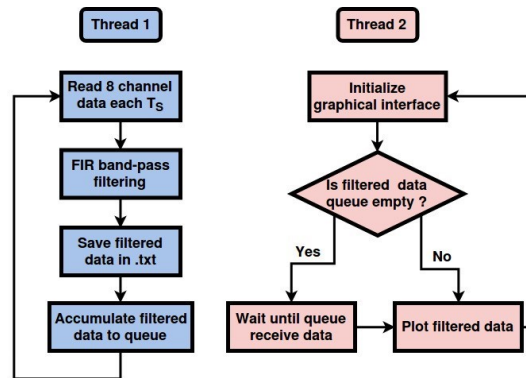 Thread 1
Read 8 channel
data each TS
FIR band-pass
filtering
Save filtered
data in .txt
Accumulate filtered
data to queue
Thread 2
Initialize
graphical interface
Is filtered data
queue empty ?
Yes
No
Wait until queue
receive data
Plot filtered data